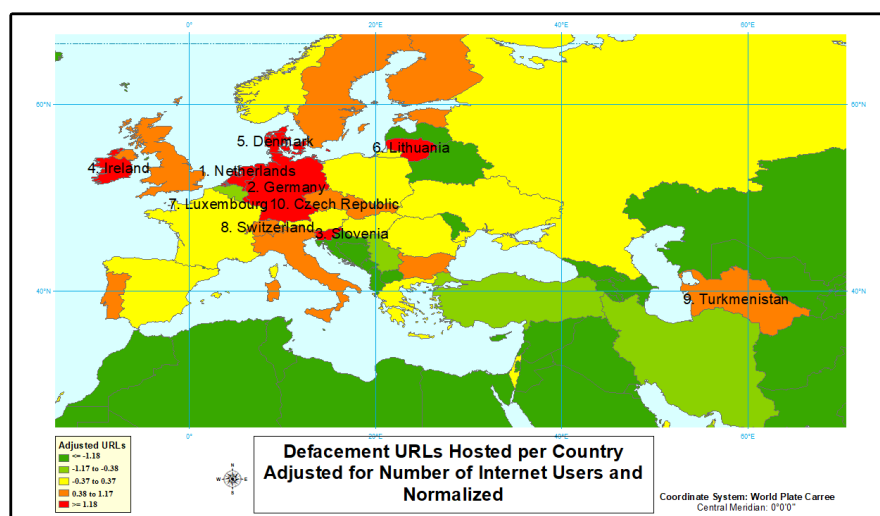 0°
20°E
40°E
60°E
60°N
60°N
5. Denmark
6. Lithuania
4. Ireland
1. Netherlands
2. Germany
7. Luxembourg
10. Czech Republic
8. Switzerland
3. Slovenia
40°N
40°N
9. Turkmenistan
0°
20°E
40°E
60°E
Adjusted URLs
<= -1.18
-1.17 to -0.38
-0.37 to 0.37
0.38 to 1.17
>= 1.18
N
W
E
S
Defacement URLs Hosted per Country
Adjusted for Number of Internet Users and
Normalized
Coordinate System: World Plate Carree
Central Meridian: 0°0'0"